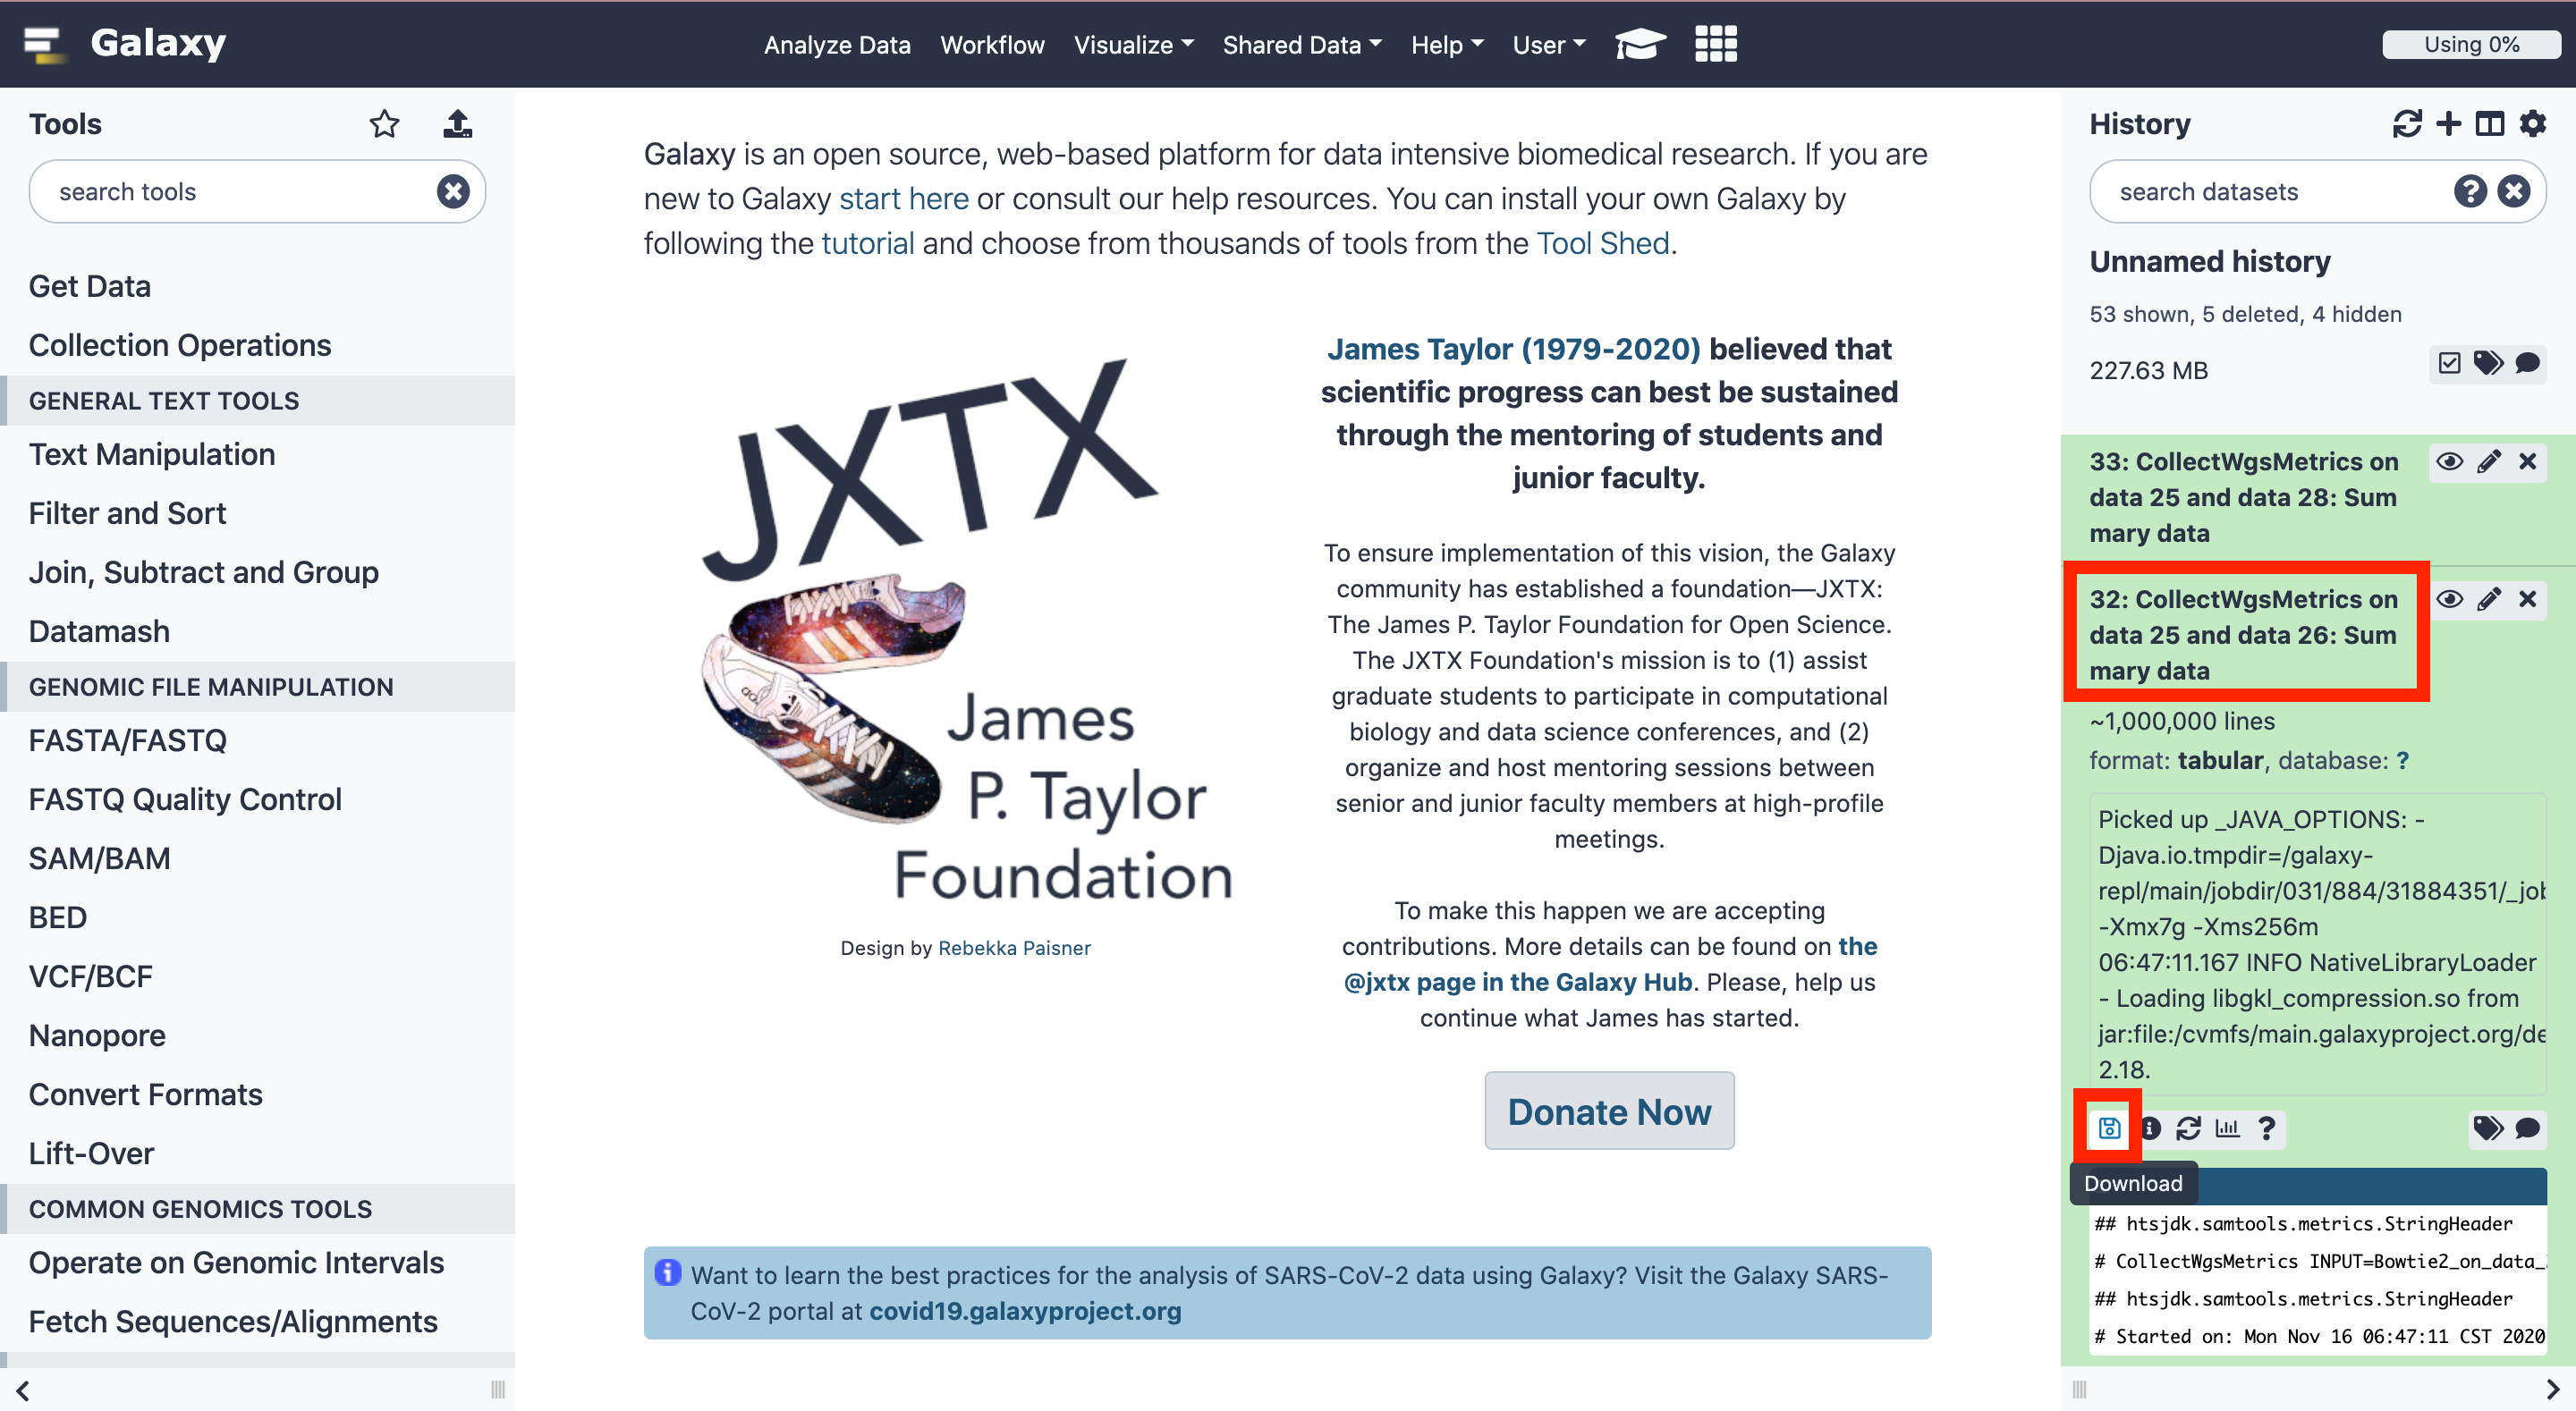 Galaxy
Analyze Data
Workflow
Visualize
Shared Data
Help
User
Using 0%
Tools
search tools
Get Data
Collection Operations
GENERAL TEXT TOOLS
Text Manipulation
Filter and Sort
Join, Subtract and Group
Datamash
GENOMIC FILE MANIPULATION
FASTA/FASTQ
FASTQ Quality Control
SAM/BAM
BED
VCF/BCF
Nanopore
Convert Formats
Lift-Over
COMMON GENOMICS TOOLS
Operate on Genomic Intervals
Fetch Sequences/Alignments
Galaxy is an open source, web-based platform for data intensive biomedical research. If you are
new to Galaxy start here or consult our help resources. You can install your own Galaxy by
following the tutorial and choose from thousands of tools from the Tool Shed.
JXTX
James
P. Taylor
Foundation
Design by Rebekka Paisner
James Taylor (1979-2020) believed that
scientific progress can best be sustained
through the mentoring of students and
junior faculty.
To ensure implementation of this vision, the Galaxy
community has established a foundation—JXTX:
The James P. Taylor Foundation for Open Science.
The JXTX Foundation's mission is to (1) assist
graduate students to participate in computational
biology and data science conferences, and (2)
organize and host mentoring sessions between
senior and junior faculty members at high-profile
meetings.
To make this happen we are accepting
contributions. More details can be found on the
@jxtx page in the Galaxy Hub. Please, help us
continue what James has started.
Donate Now
Want to learn the best practices for the analysis of SARS-CoV-2 data using Galaxy? Visit the Galaxy SARS-
CoV-2 portal at covid19.galaxyproject.org
History
search datasets
Unnamed history
53 shown, 5 deleted, 4 hidden
227.63 MB
33: CollectWgsMetrics on
data 25 and data 28: Sum
mary data
32: CollectWgsMetrics on
data 25 and data 26: Sum
mary data
~1,000,000 lines
format: tabular, database: ?
Picked up _JAVA_OPTIONS: -
Djava.io.tmpdir=/galaxy-
repl/main/jobdir/031/884/31884351/_job
-Xmx7g -Xms256m
06:47:11.167 INFO NativeLibraryLoader
- Loading libgkl_compression.so from
jar:file:/cvmfs/main.galaxyproject.org/de
2.18.
Download
## htsjdk.samtools.metrics.StringHeader
# CollectWgsMetrics INPUT=Bowtie2_on_data_
## htsjdk.samtools.metrics.StringHeader
# Started on: Mon Nov 16 06:47:11 CST 2020